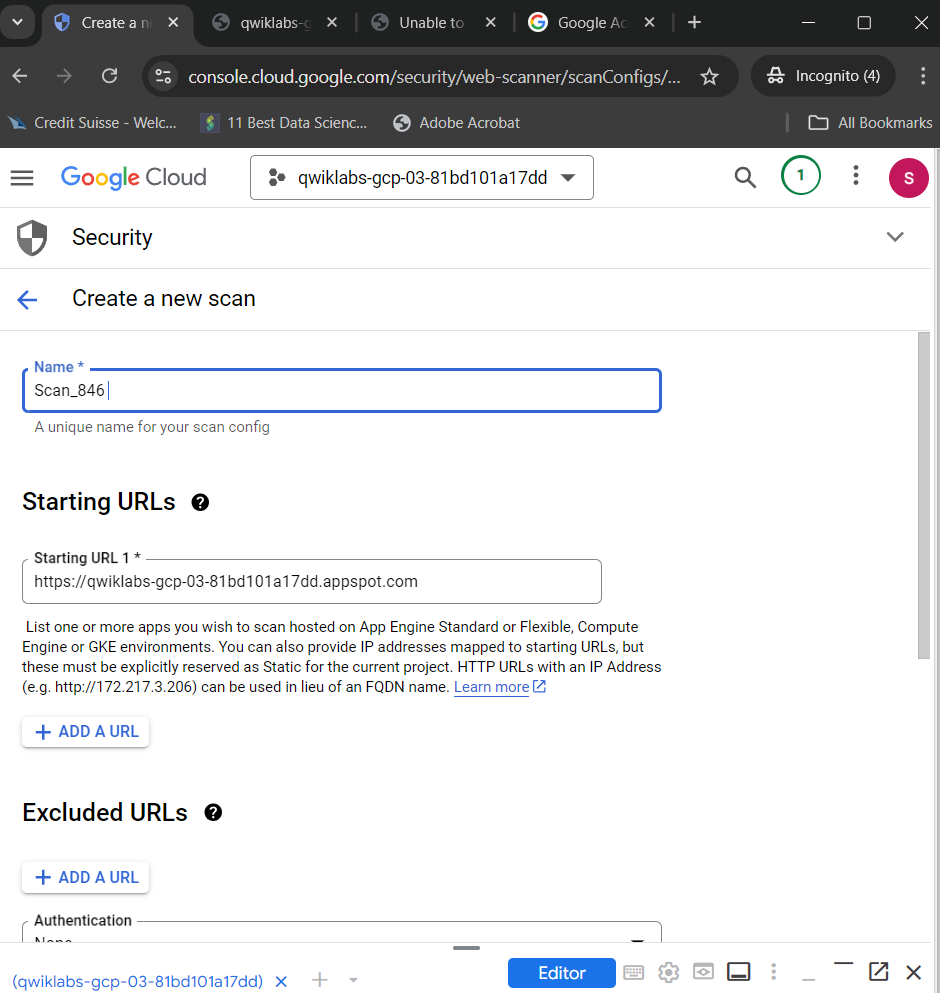 Create a n
qwiklabs-g
Unable to
Google Ac
console.cloud.google.com/security/web-scanner/scanConfigs/...
Incognito (4)
Credit Suisse - Welc...
11 Best Data Scienc...
Adobe Acrobat
All Bookmarks
Google Cloud
qwiklabs-gcp-03-81bd101a17dd
1
S
Security
Create a new scan
Name *
Scan_846
A unique name for your scan config
Starting URLs
Starting URL 1 *
https://qwiklabs-gcp-03-81bd101a17dd.appspot.com
List one or more apps you wish to scan hosted on App Engine Standard or Flexible, Compute
Engine or GKE environments. You can also provide IP addresses mapped to starting URLs, but
these must be explicitly reserved as Static for the current project. HTTP URLs with an IP Address
(e.g. http://172.217.3.206) can be used in lieu of an FQDN name. Learn more
+ ADD A URL
Excluded URLs
+ ADD A URL
Authentication
None
(qwiklabs-gcp-03-81bd101a17dd)
Editor